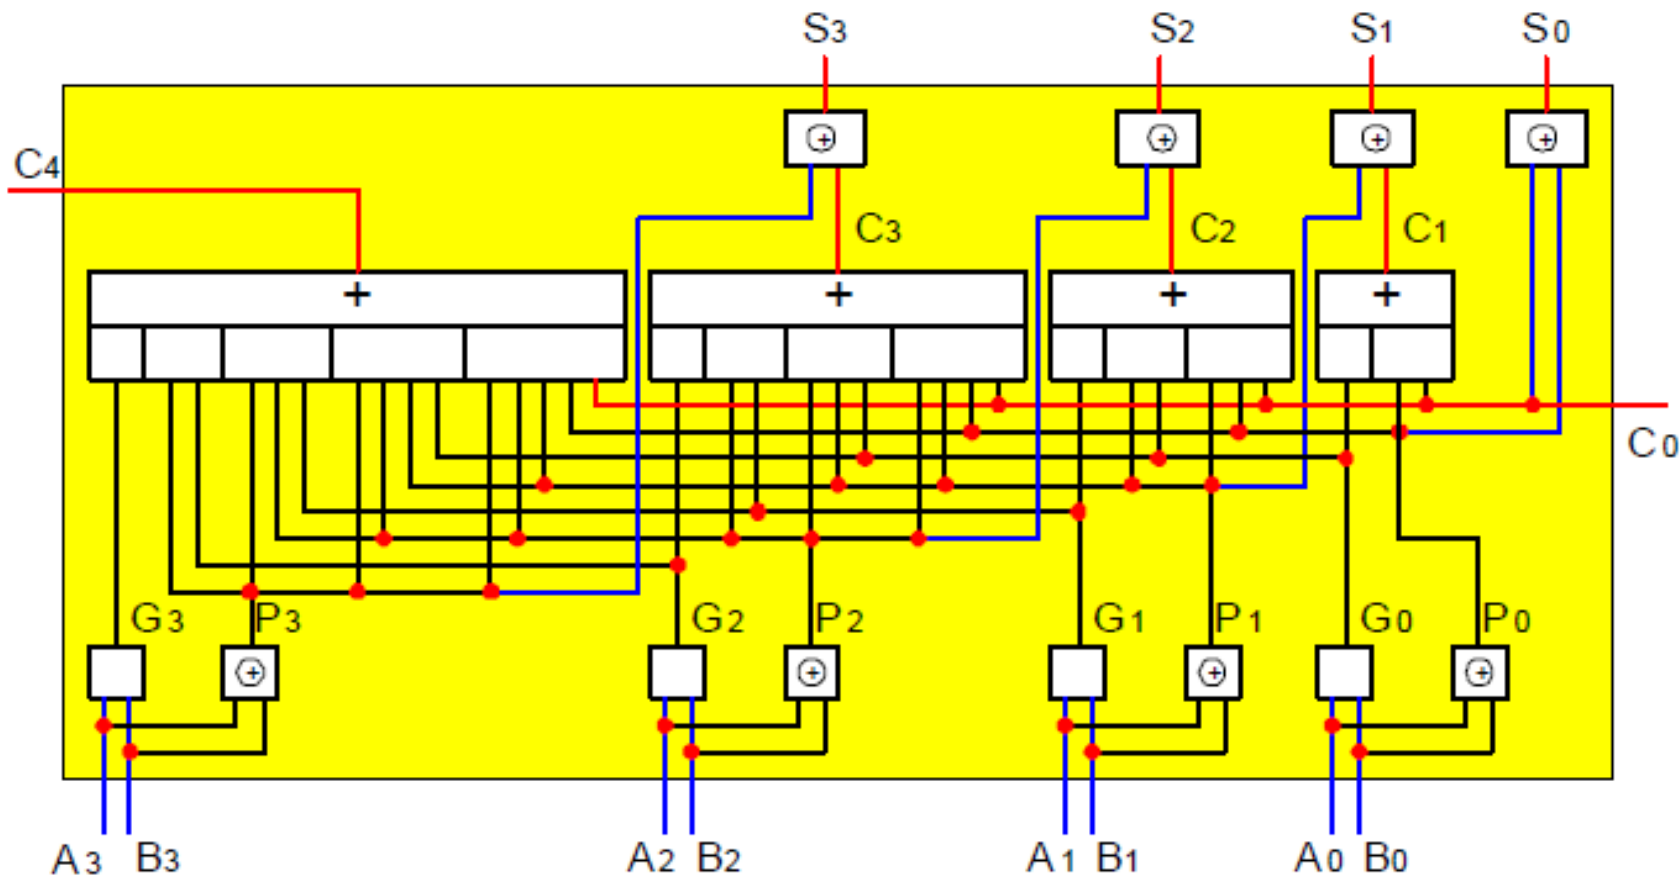 S3 S2 S1 S0
⊕ ⊕ ⊕ ⊕
C4
C3 C2 C1
+ + + +
C0
G3 P3 G2 P2 G1 P1 G0 P0
⊕ ⊕ ⊕ ⊕
A3 B3 A2 B2 A1 B1 A0 B0